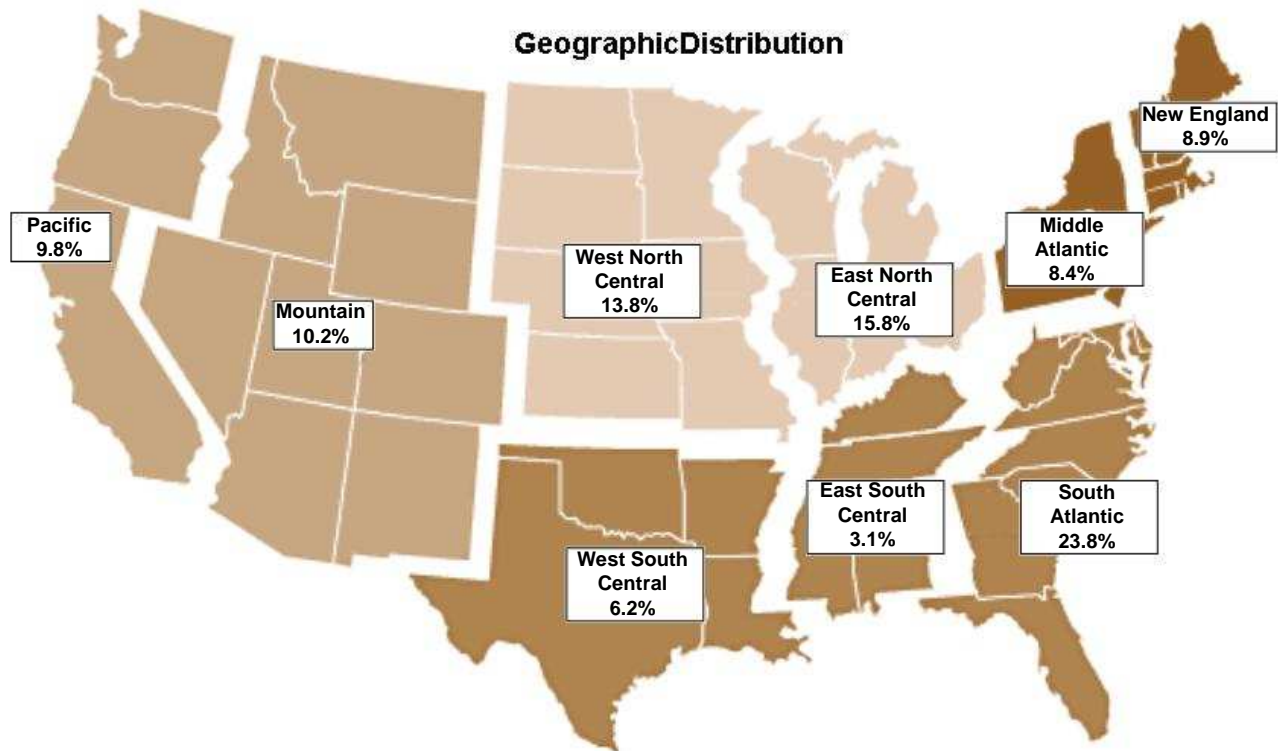 GeographicDistribution
New England
8.9%
Pacific
9.8%
Middle
Atlantic
8.4%
West North
Central
13.8%
East North
Central
15.8%
Mountain
10.2%
East South
Central
3.1%
South
Atlantic
23.8%
West South
Central
6.2%